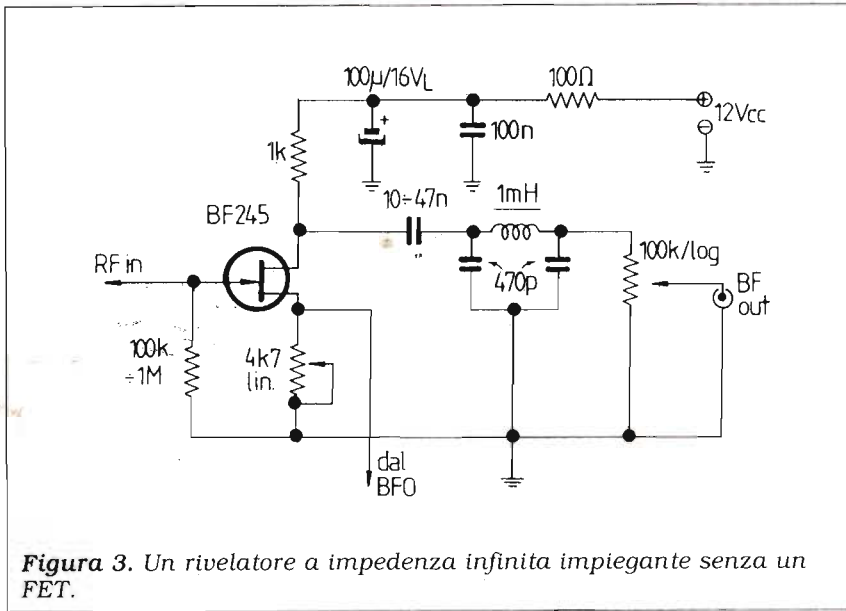 100µ/16VL
100Ω
+
⊕
12Vcc
⊖
100n
1k
10÷47n
1mH
BF245
100k/log
RF in
470p
BF
out
100k
÷1M
4k7
lin.
dal
BFO
Figura 3. Un rivelatore a impedenza infinita impiegante senza un
FET.